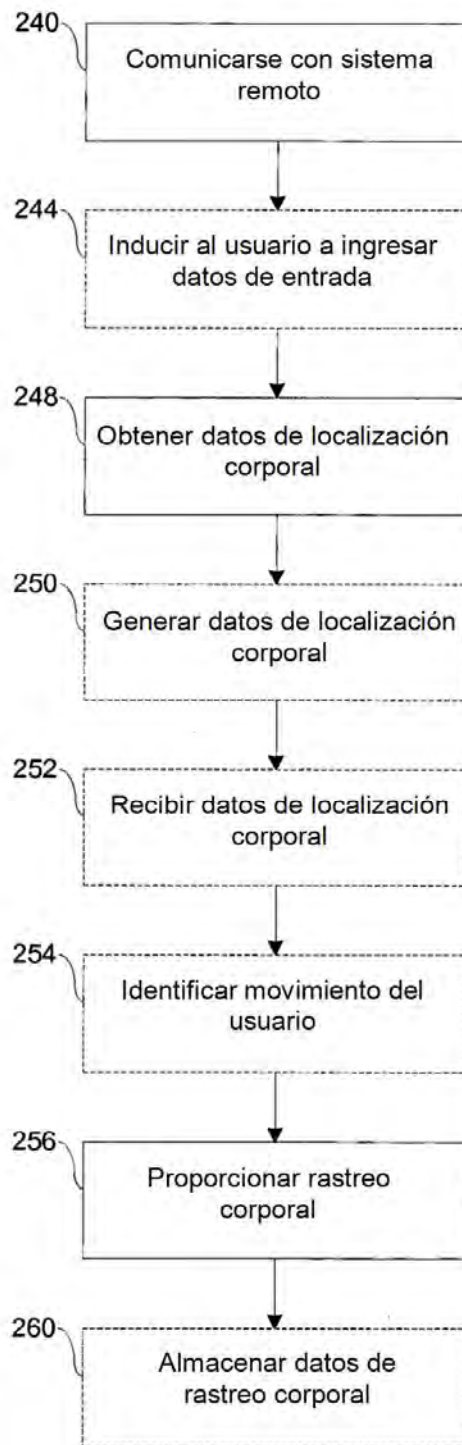 240
Comunicarse con sistema
remoto
244
Inducir al usuario a ingresar
datos de entrada
248
Obtener datos de localización
corporal
250
Generar datos de localización
corporal
252
Recibir datos de localización
corporal
254
Identificar movimiento del
usuario
256
Proporcionar rastreo
corporal
260
Almacenar datos de
rastreo corporal